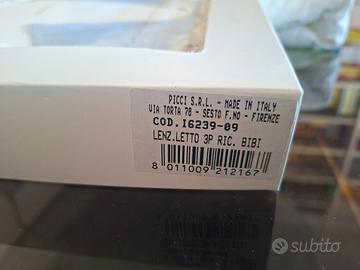 PICCI S.R.L. - MADE IN ITALY
VIA TORTA 78 - SESTO F.NO - FIRENZE
COD.I6239-09
LENZ.LETTO 3P RIC. BIBI
8 011009 212167
subito